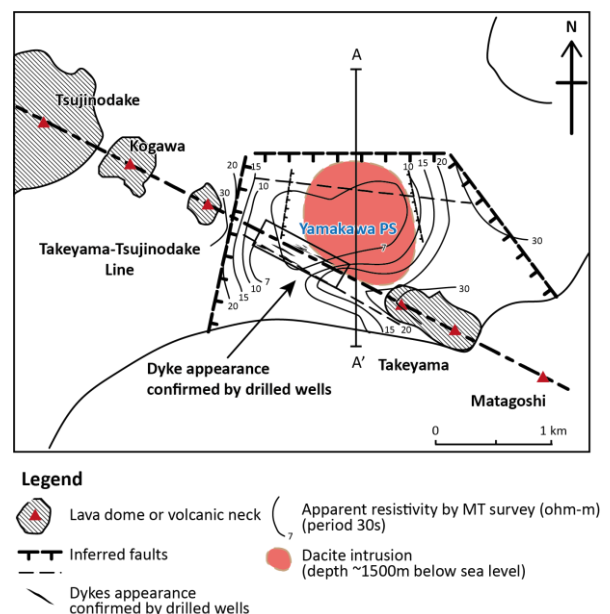 A
N
Tsujinodake
Kogawa
30
20
15
10
10
15
20
30
Yamakawa PS
7
Takeyama-Tsujinodake
Line
7
10
15
20
30
15
20
Dyke appearance
confirmed by drilled wells
A'
Takeyama
Matagoshi
0
1 km
Legend
Lava dome or volcanic neck
7
Apparent resistivity by MT survey (ohm-m)
(period 30s)
Inferred faults
Dacite intrusion
(depth ~1500m below sea level)
Dykes appearance
confirmed by drilled wells